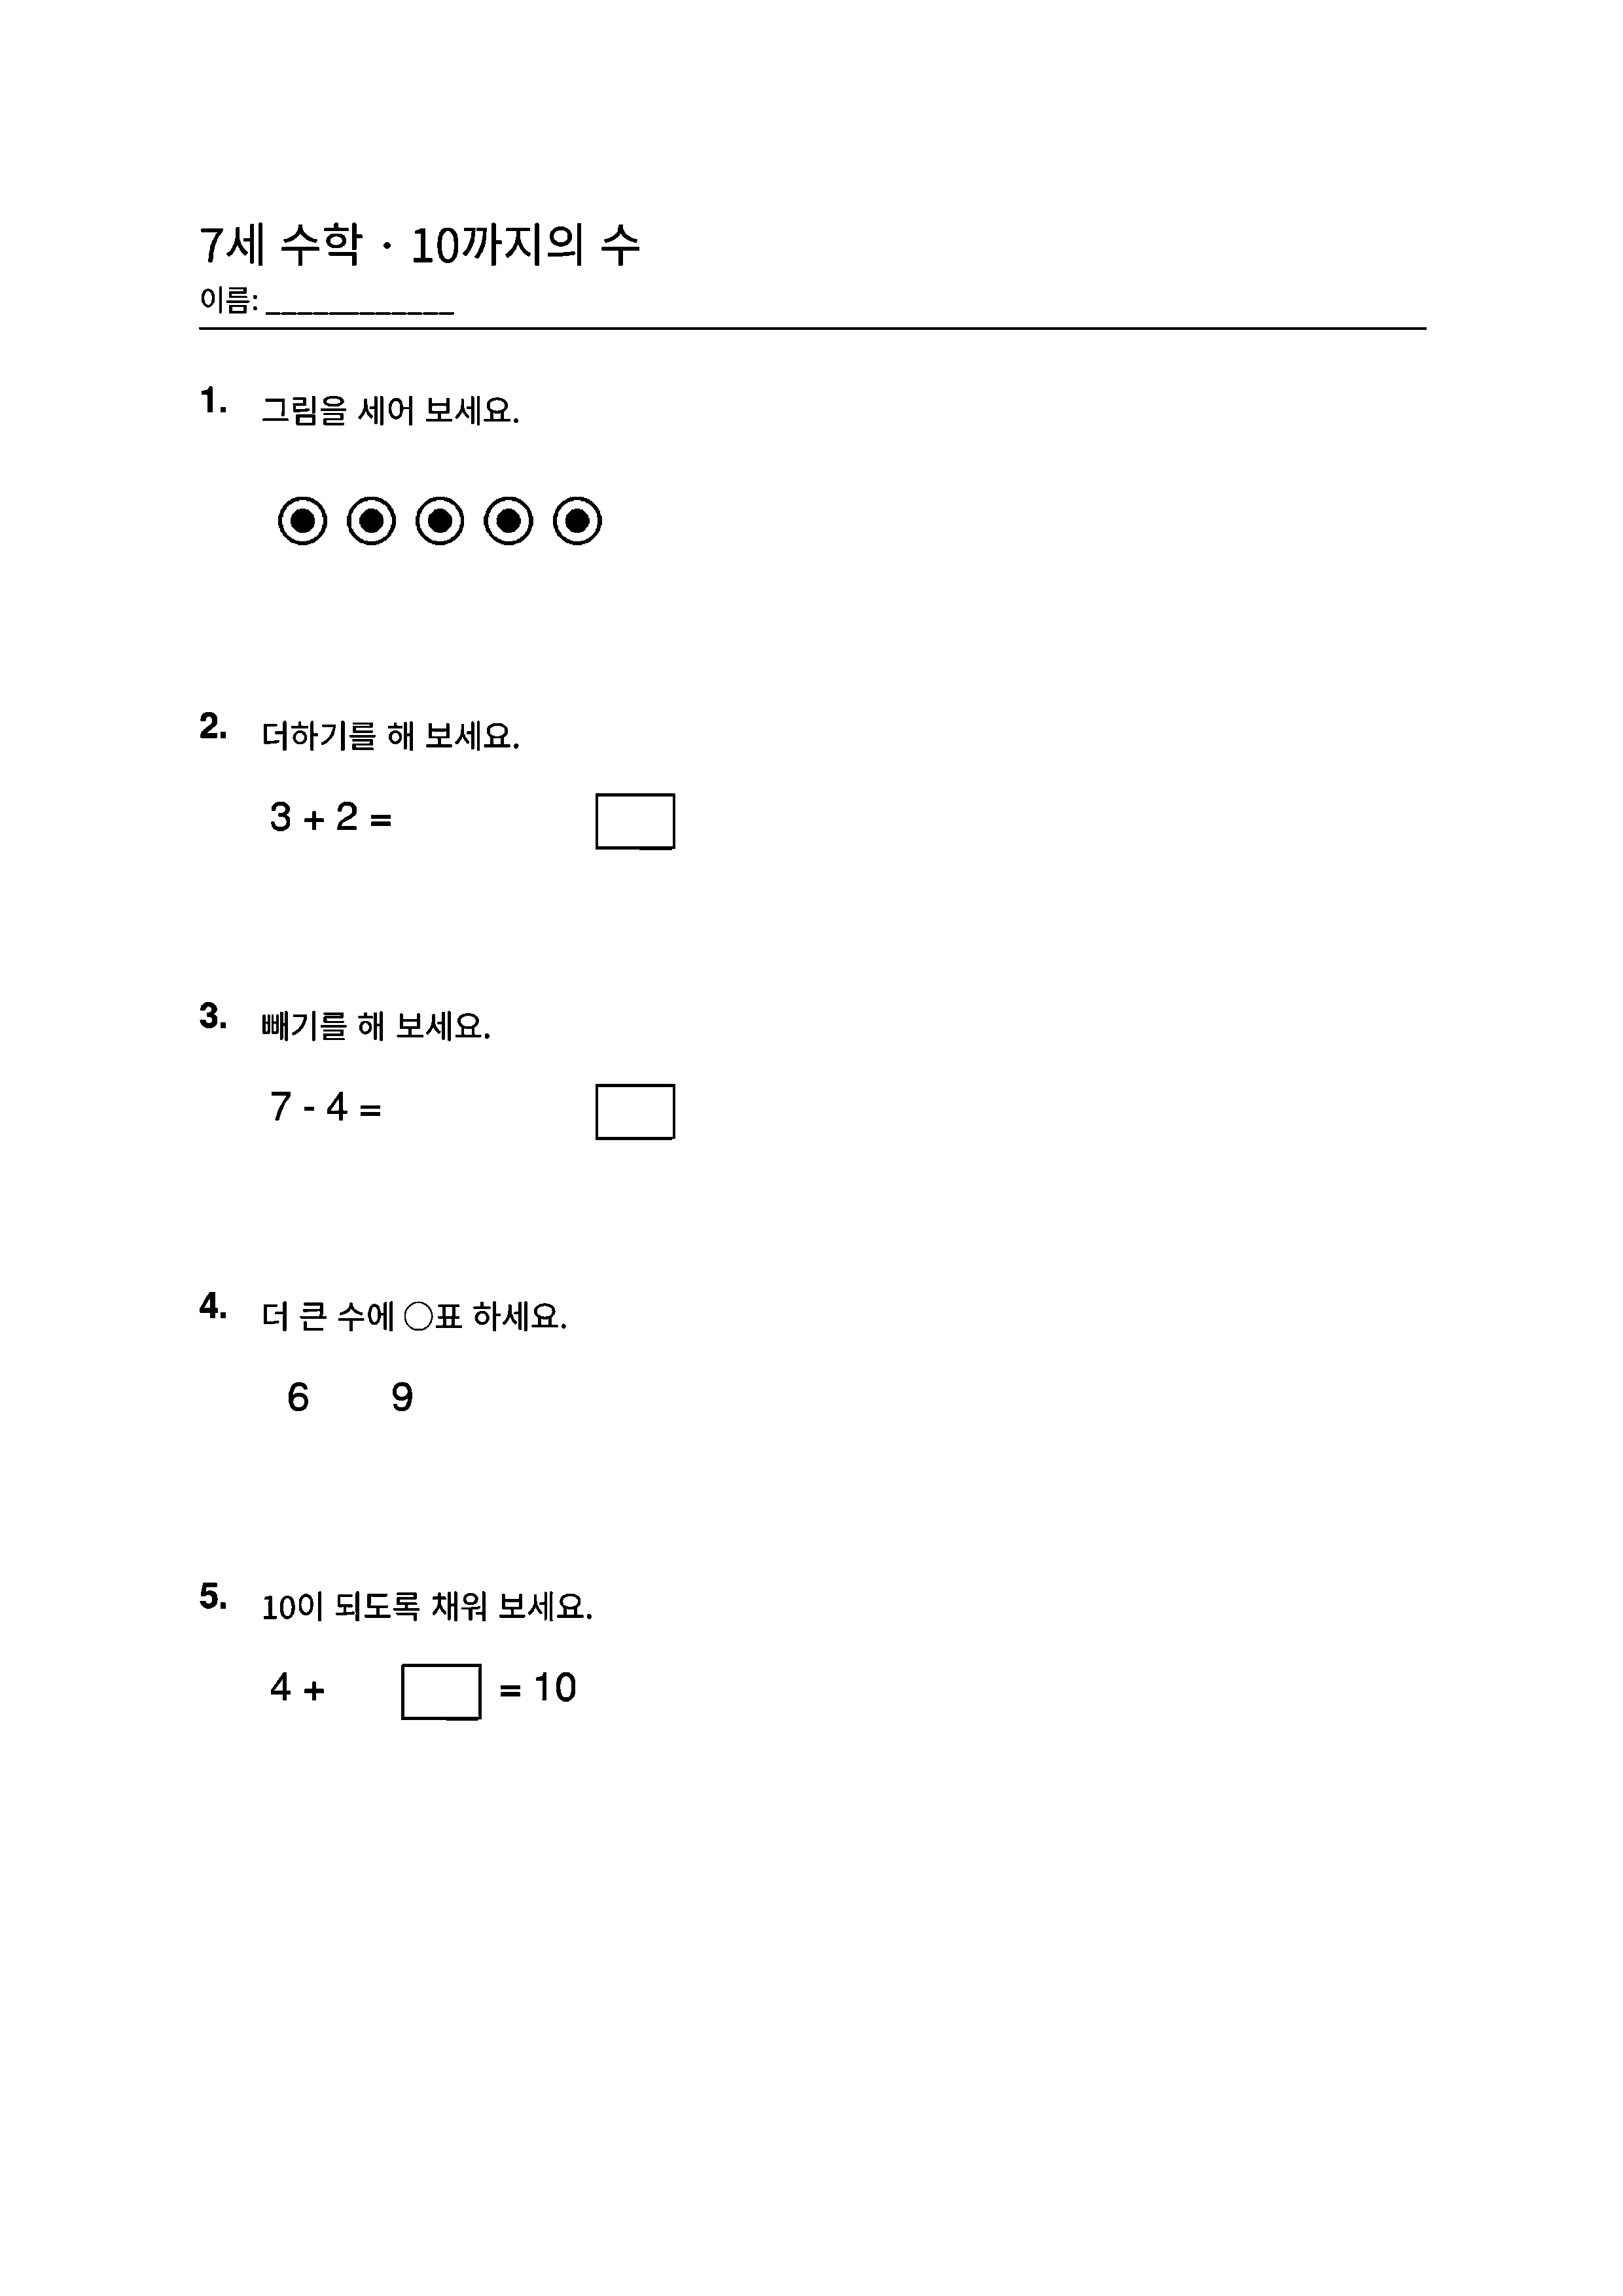 7세 수학 · 10까지의 수
이름: ____________
1. 그림을 세어 보세요.
2. 더하기를 해 보세요.
3 + 2 =
3. 빼기를 해 보세요.
7 - 4 =
4. 더 큰 수에 ○표 하세요.
6 9
5. 10이 되도록 채워 보세요.
4 + = 10